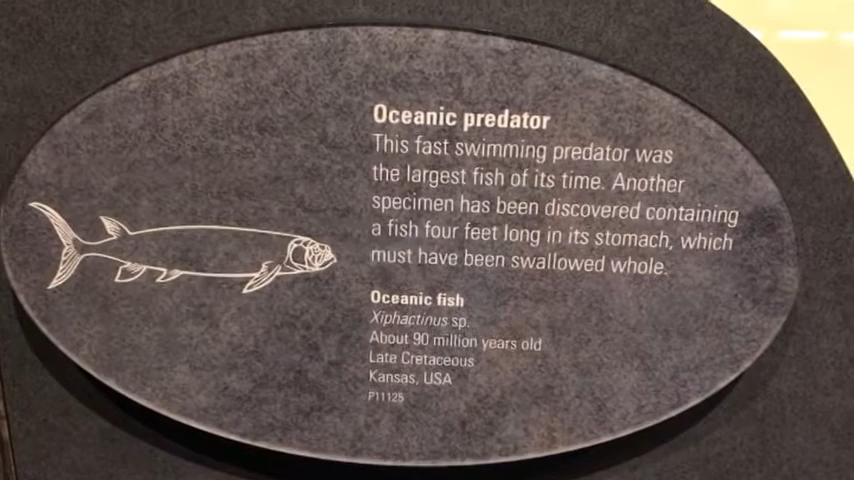 Oceanic predator
This fast swimming predator was
the largest fish of its time. Another
specimen has been discovered containing
a fish four feet long in its stomach, which
must have been swallowed whole.
Oceanic fish
Xiphactinus sp.
About 90 million years old
Late Cretaceous
Kansas, USA
P11125